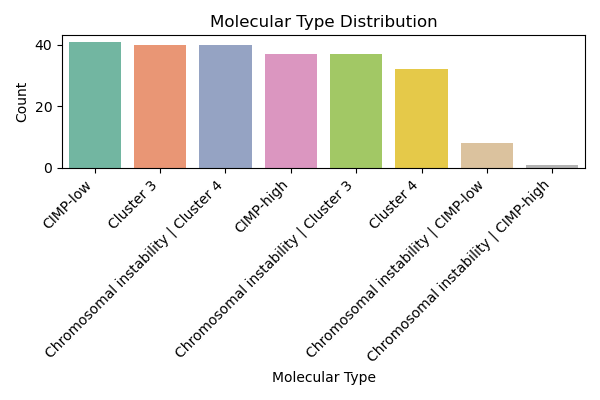 Molecular Type Distribution
Count
40
20
0
CIMP-low
Cluster 3
Chromosomal instability | Cluster 4
CIMP-high
Chromosomal instability | Cluster 3
Cluster 4
Chromosomal instability | CIMP-low
Chromosomal instability | CIMP-high
Molecular Type